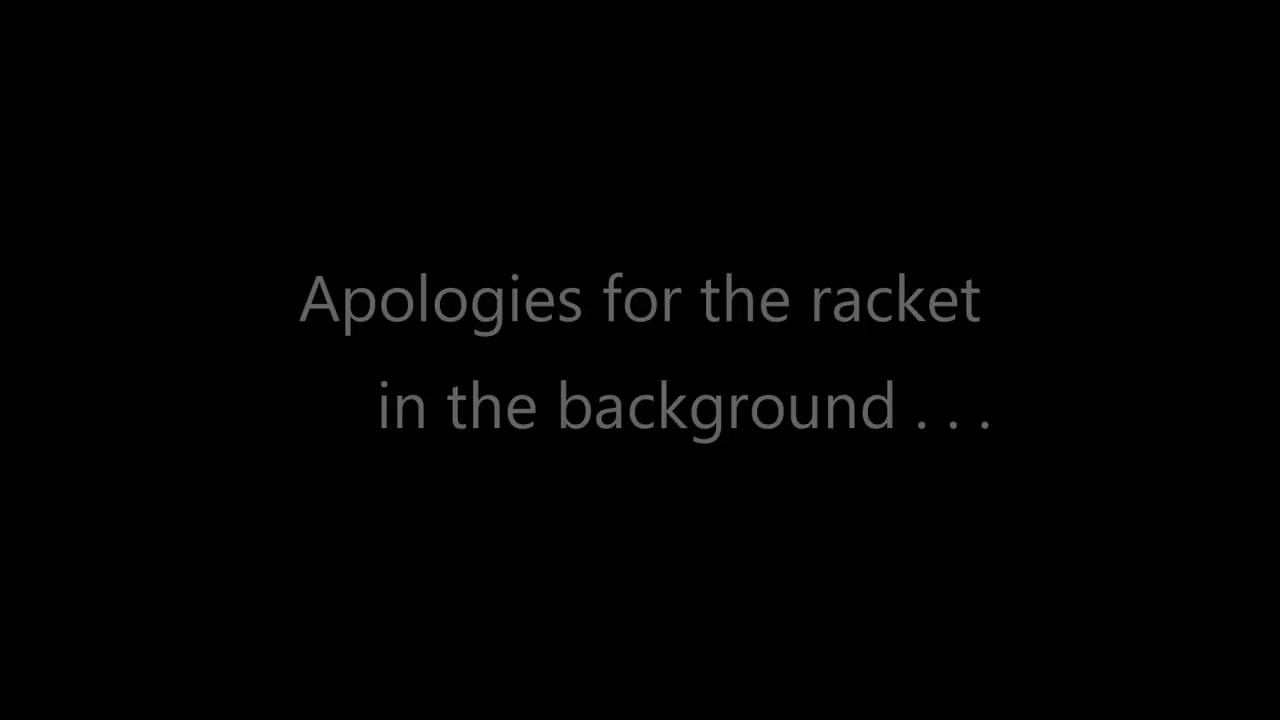 Apologies for the racket
in the background . . .